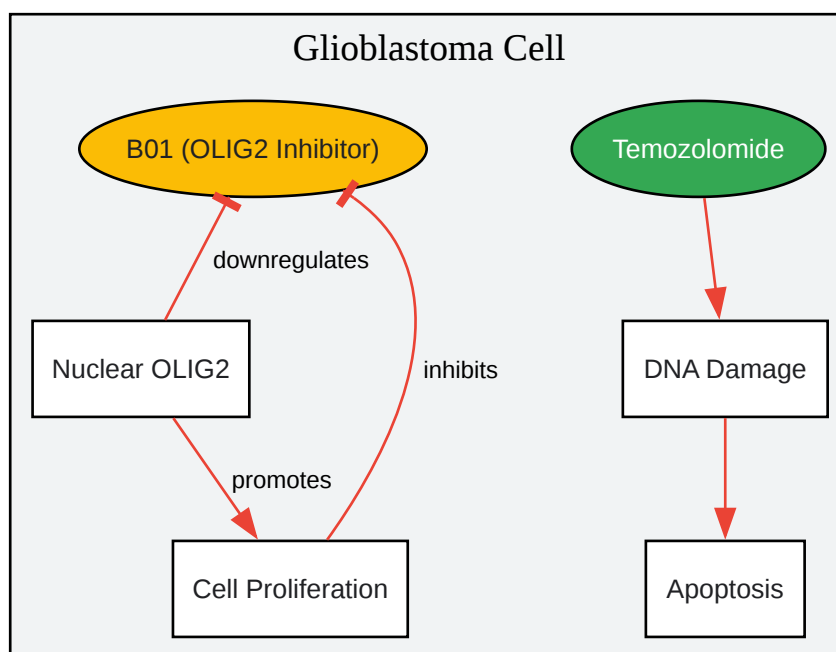 Glioblastoma Cell
B01 (OLIG2 Inhibitor)
Temozolomide
downregulates
Nuclear OLIG2
inhibits
DNA Damage
promotes
Cell Proliferation
Apoptosis